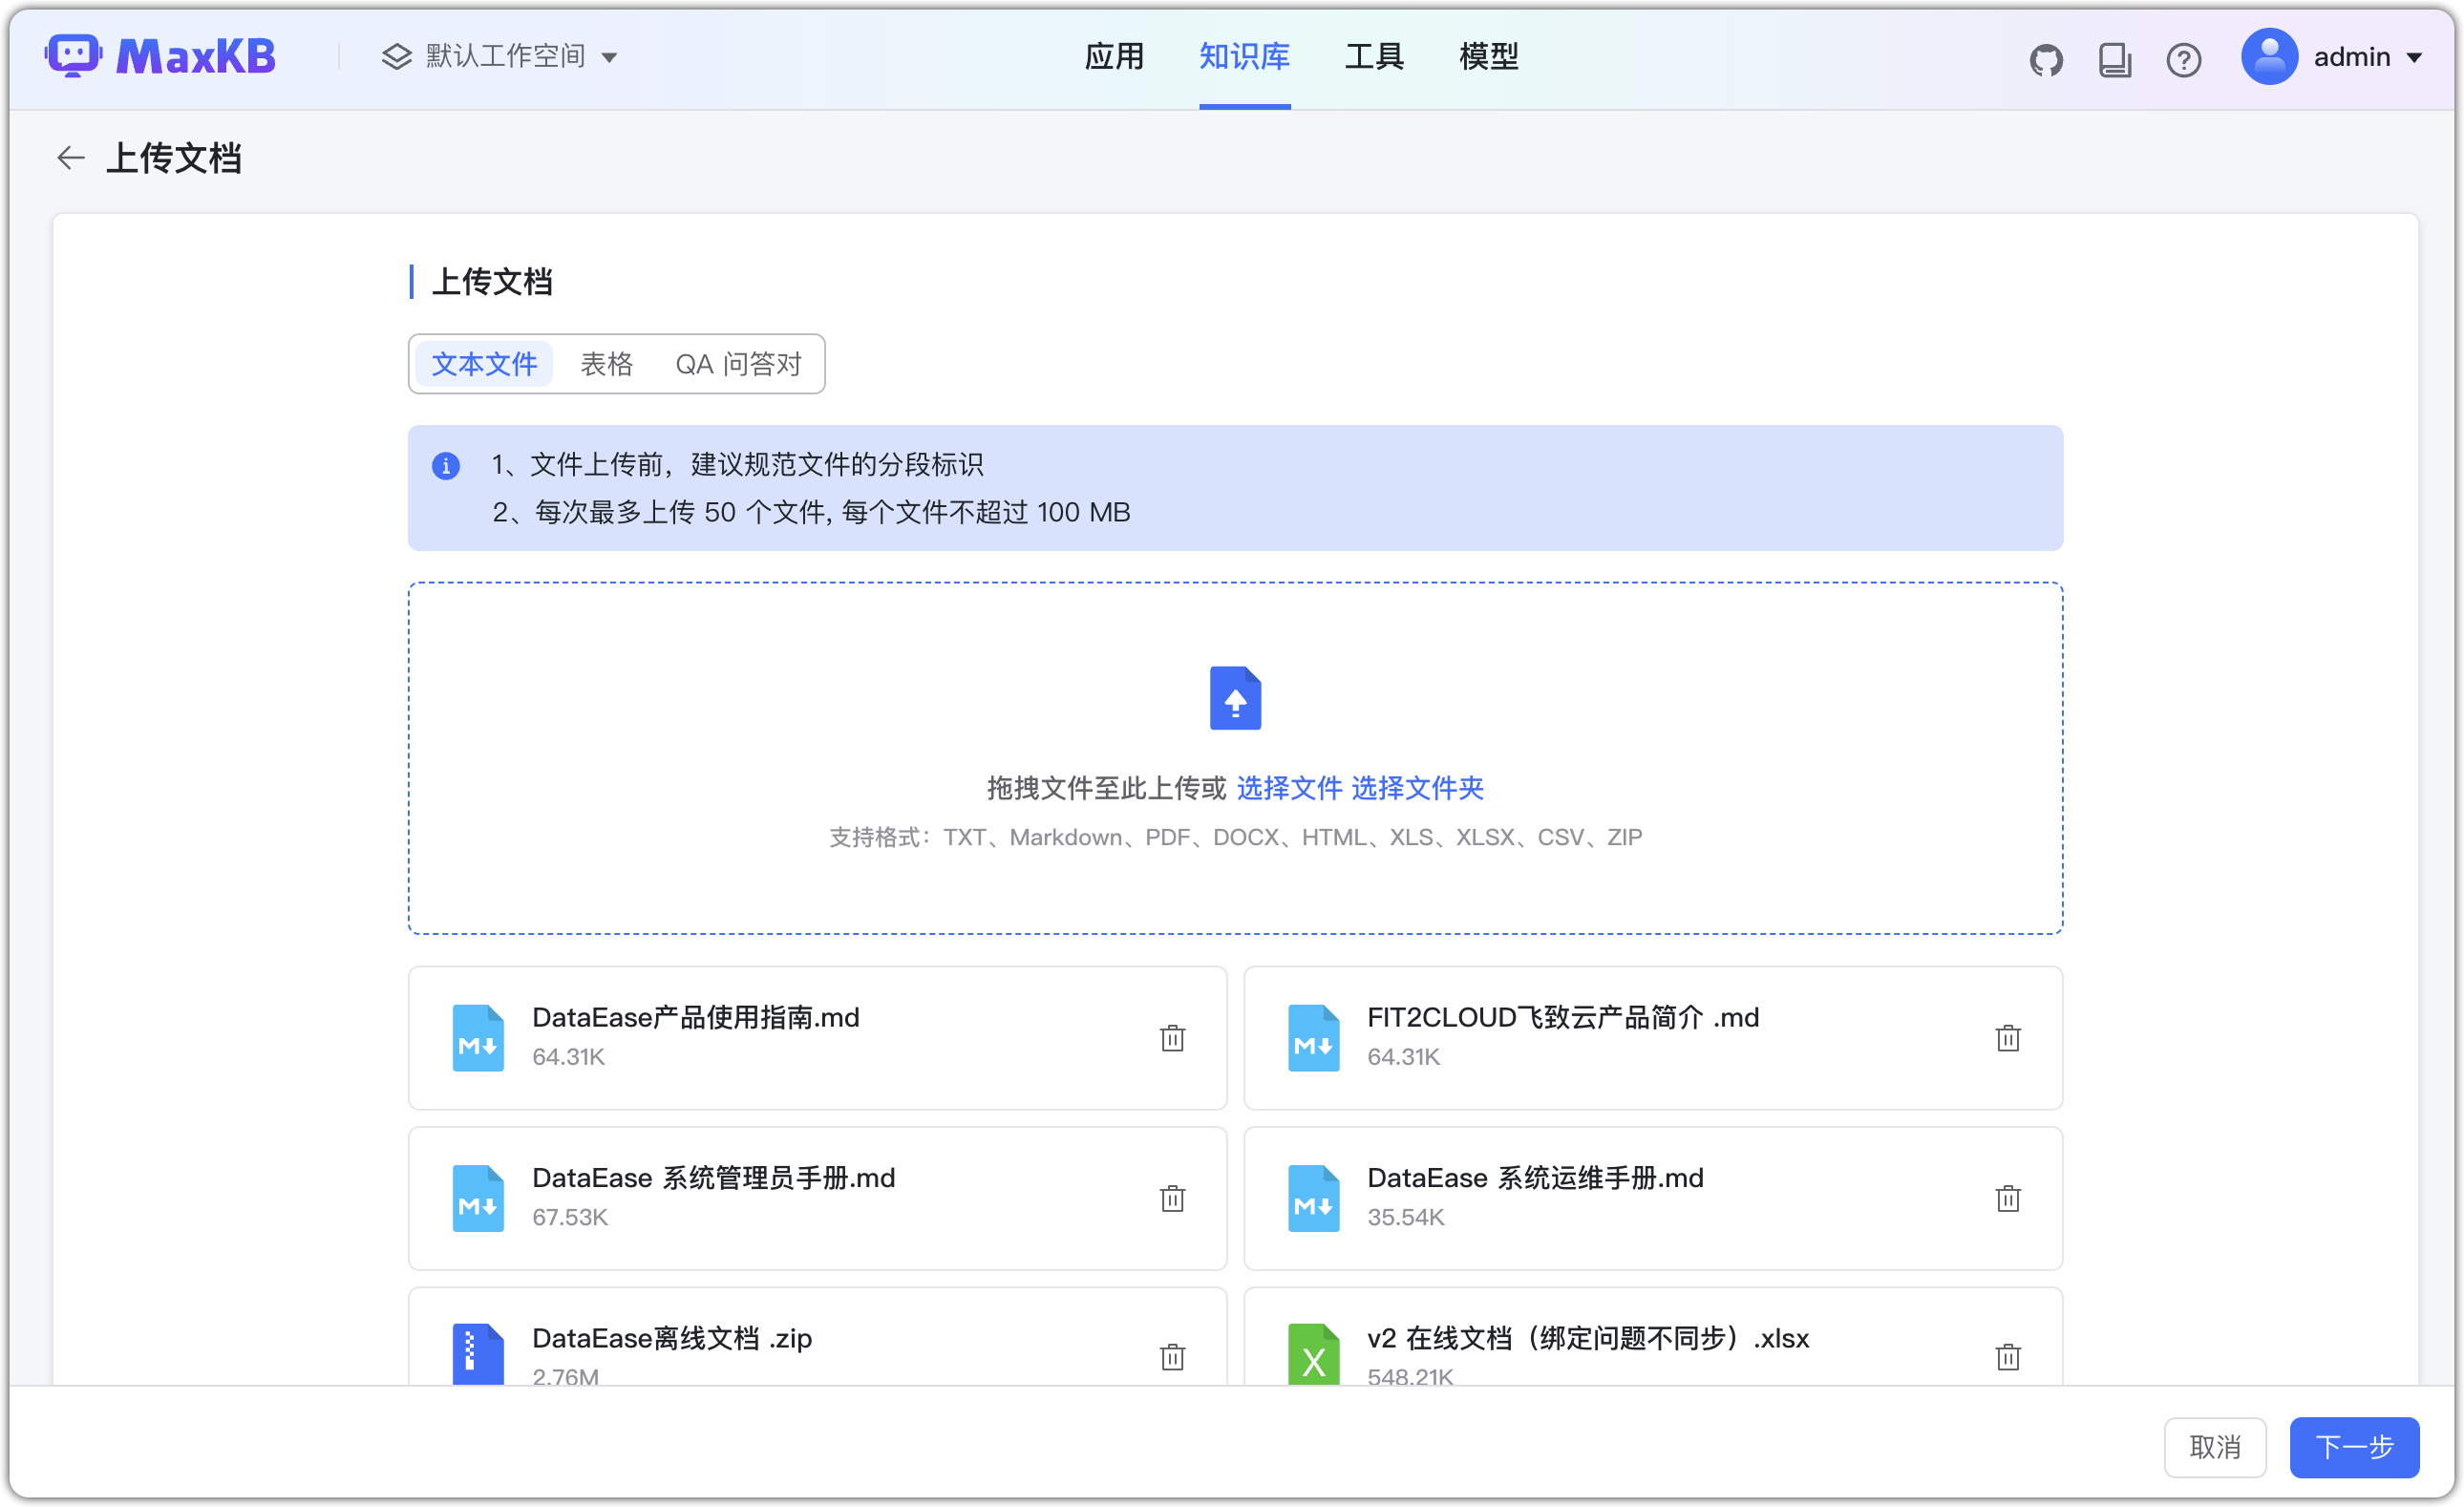 MaxKB
默认工作空间
应用 知识库 工具 模型
admin
上传文档
上传文档
文本文件 表格 QA 问答对
1、文件上传前，建议规范文件的分段标识
2、每次最多上传 50 个文件, 每个文件不超过 100 MB
拖拽文件至此上传或 选择文件 选择文件夹
支持格式：TXT、Markdown、PDF、DOCX、HTML、XLS、XLSX、CSV、ZIP
DataEase产品使用指南.md
64.31K
FIT2CLOUD飞致云产品简介 .md
64.31K
DataEase 系统管理员手册.md
67.53K
DataEase 系统运维手册.md
35.54K
DataEase离线文档 .zip
2.76M
v2 在线文档（绑定问题不同步）.xlsx
548.21K
取消 下一步